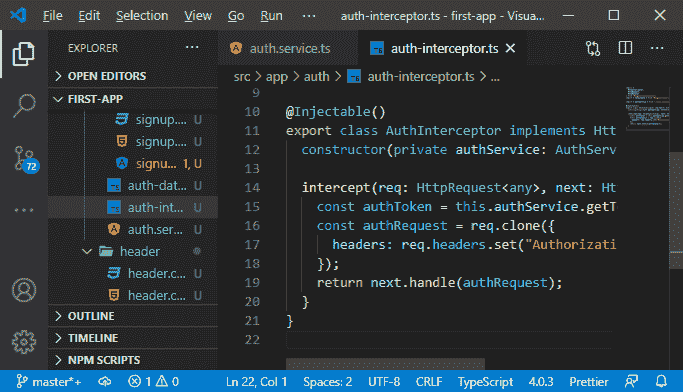 File Edit Selection View Go Run ... auth-interceptor.ts - first-app - Visua...
EXPLORER ...
OPEN EDITORS
FIRST-APP
signup.... U
signup.... U
signu... 1, U
auth-dat... U
auth-int... U
auth.ser... U
header
header.c... U
header.c... U
OUTLINE
TIMELINE
NPM SCRIPTS
72
auth.service.ts
auth-interceptor.ts
src > app > auth > auth-interceptor.ts > ...
9
10 @Injectable()
11 export class AuthInterceptor implements Htt
12 constructor(private authService: AuthServ
13
14 intercept(req: HttpRequest<any>, next: Ht
15 const authToken = this.authService.getT
16 const authRequest = req.clone({
17 headers: req.headers.set("Authorizati
18 });
19 return next.handle(authRequest);
20 }
21 }
22
master*+ 1 0 Ln 22, Col 1 Spaces: 2 UTF-8 CRLF TypeScript 4.0.3 Prettier